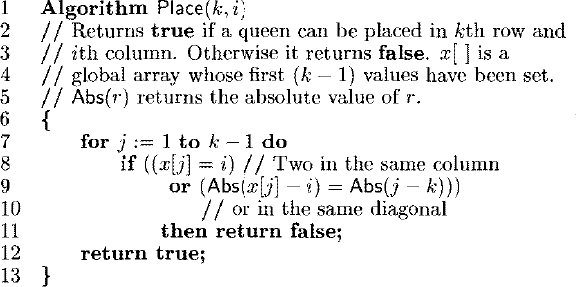 1 Algorithm Place(k, i)
2 // Returns true if a queen can be placed in kth row and
3 // ith column. Otherwise it returns false. x[ ] is a
4 // global array whose first (k − 1) values have been set.
5 // Abs(r) returns the absolute value of r.
6 {
7 for j := 1 to k − 1 do
8 if ((x[j] = i) // Two in the same column
9 or (Abs(x[j] − i) = Abs(j − k)))
10 // or in the same diagonal
11 then return false;
12 return true;
13 }